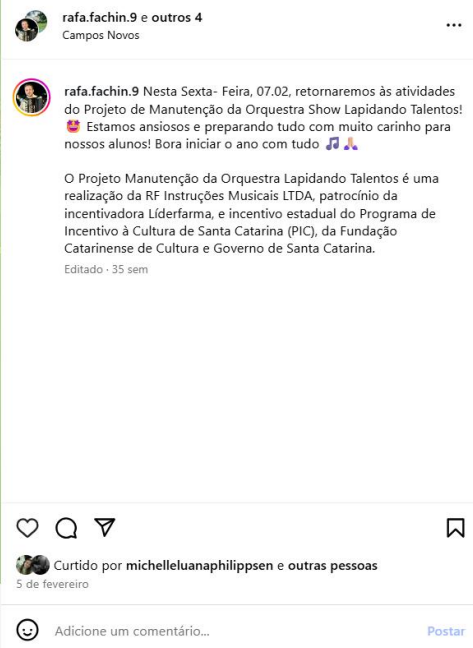 rafa.fachin.9 e outros 4
Campos Novos
rafa.fachin.9 Nesta Sexta- Feira, 07.02, retornaremos às atividades
do Projeto de Manutenção da Orquestra Show Lapidando Talentos!
🤩 Estamos ansiosos e preparando tudo com muito carinho para
nossos alunos! Bora iniciar o ano com tudo 🎵🙏🏼
O Projeto Manutenção da Orquestra Lapidando Talentos é uma
realização da RF Instruções Musicais LTDA, patrocínio da
incentivadora Líderfarma, e incentivo estadual do Programa de
Incentivo à Cultura de Santa Catarina (PIC), da Fundação
Catarinense de Cultura e Governo de Santa Catarina.
Editado · 35 sem
Curtido por michelleluanaphilippsen e outras pessoas
5 de fevereiro
Adicione um comentário...
Postar